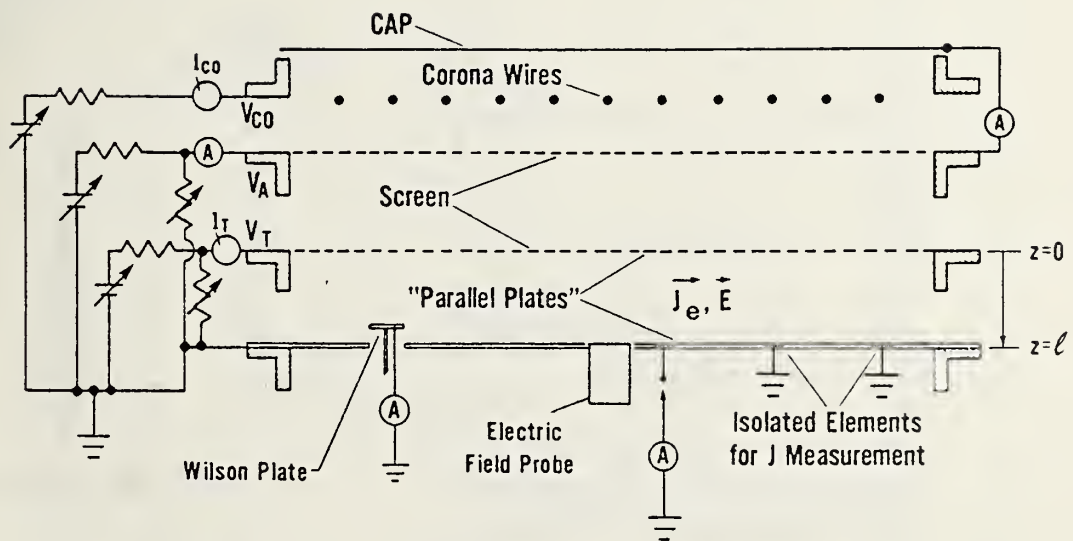 CAP
I_CO
Corona Wires
V_CO
A
A
V_A
Screen
I_T
V_T
z=0
"Parallel Plates"
J_e, E
z=ℓ
A
A
Wilson Plate
Electric
Field Probe
Isolated Elements
for J Measurement